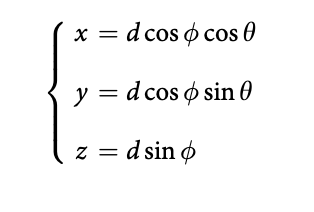 x = d cos ϕ cos θ
y = d cos ϕ sin θ
z = d sin ϕ